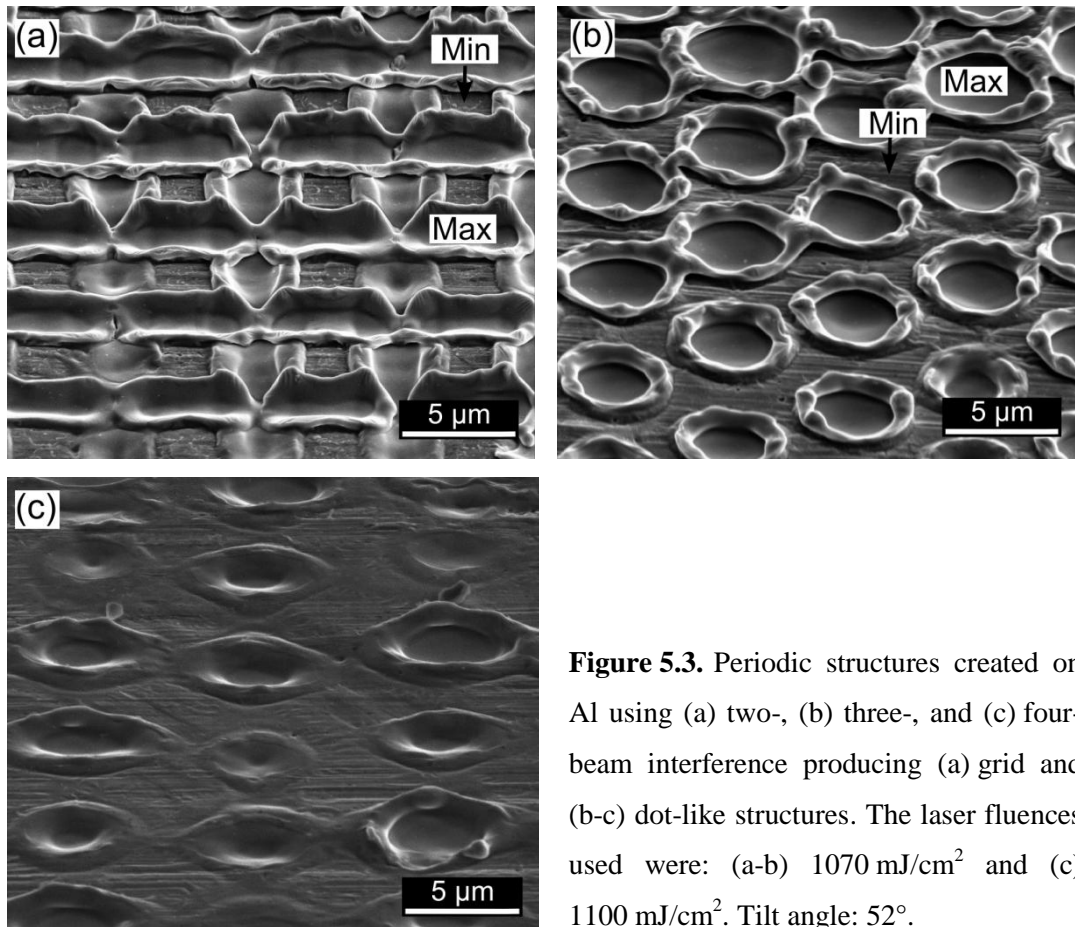 (a)
Min
Max
5 µm
(b)
Max
Min
5 µm
(c)
5 µm
Figure 5.3. Periodic structures created on
Al using (a) two-, (b) three-, and (c) four-
beam interference producing (a) grid and
(b-c) dot-like structures. The laser fluences
used were: (a-b) 1070 mJ/cm² and (c)
1100 mJ/cm². Tilt angle: 52°.